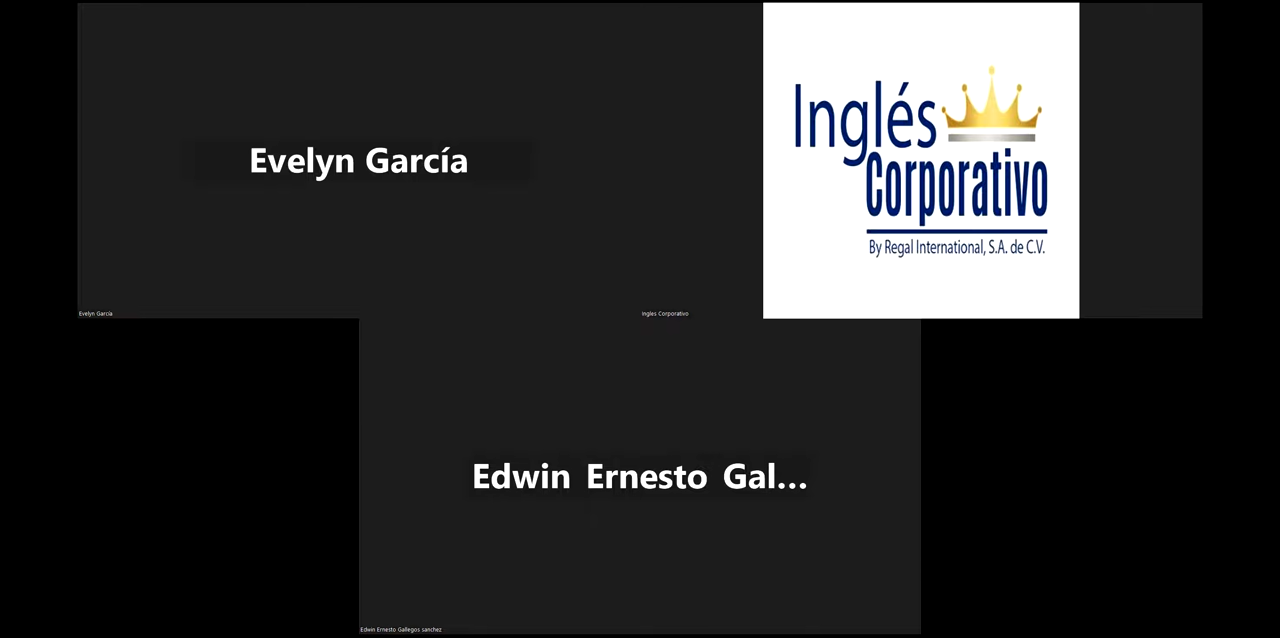 Evelyn García
Inglés
Corporativo
By Regal International, S.A. de C.V.
Evelyn García
Ingles Corporativo
Edwin Ernesto Gal...
Edwin Ernesto Gallegos sanchez